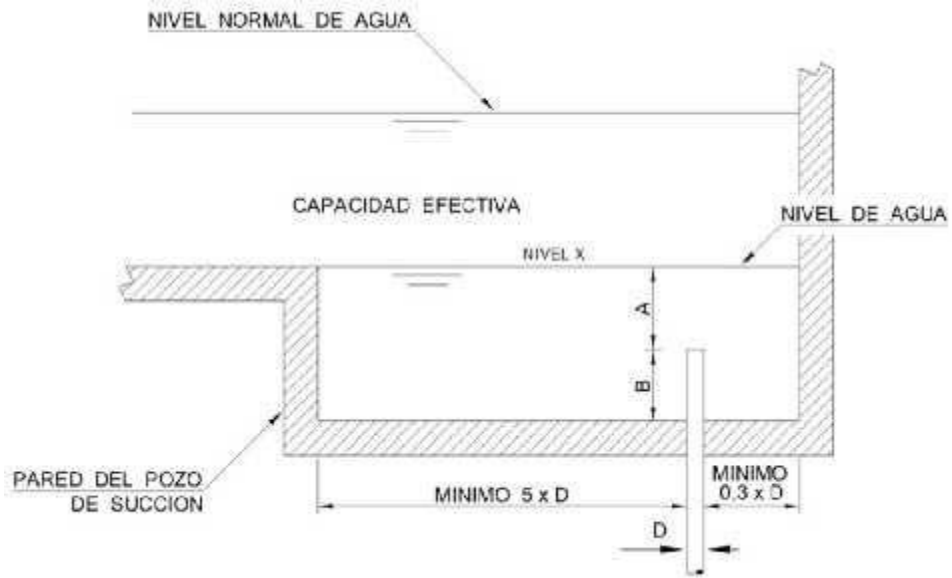 NIVEL NORMAL DE AGUA
CAPACIDAD EFECTIVA
NIVEL DE AGUA
NIVEL X
A
B
PARED DEL POZO
DE SUCCION
MINIMO 5 x D
MINIMO
0,3 x D
D